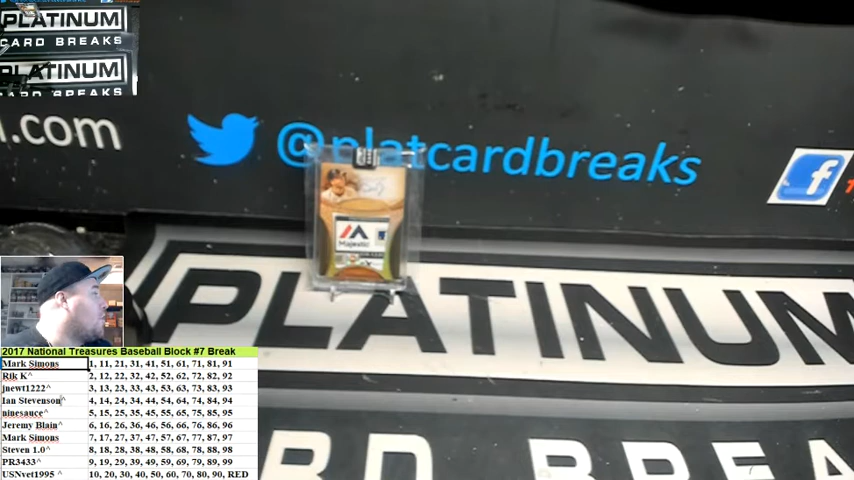 PLATINUM
CARD BREAKS
PLATINUM
CARD BREAKS
.com
@platcardbreaks
f
Majestic
PLATINUM
RD BRE
2017 National Treasures Baseball Block #7 Break
Mark Simons 1, 11, 21, 31, 41, 51, 61, 71, 81, 91
Rik K^ 2, 12, 22, 32, 42, 52, 62, 72, 82, 92
jnewt1222^ 3, 13, 23, 33, 43, 53, 63, 73, 83, 93
Ian Stevenson^ 4, 14, 24, 34, 44, 54, 64, 74, 84, 94
ninesauce^ 5, 15, 25, 35, 45, 55, 65, 75, 85, 95
Jeremy Blain^ 6, 16, 26, 36, 46, 56, 66, 76, 86, 96
Mark Simons 7, 17, 27, 37, 47, 57, 67, 77, 87, 97
Steven 1.0^ 8, 18, 28, 38, 48, 58, 68, 78, 88, 98
PR3433^ 9, 19, 29, 39, 49, 59, 69, 79, 89, 99
USNvet1995 ^ 10, 20, 30, 40, 50, 60, 70, 80, 90, RED